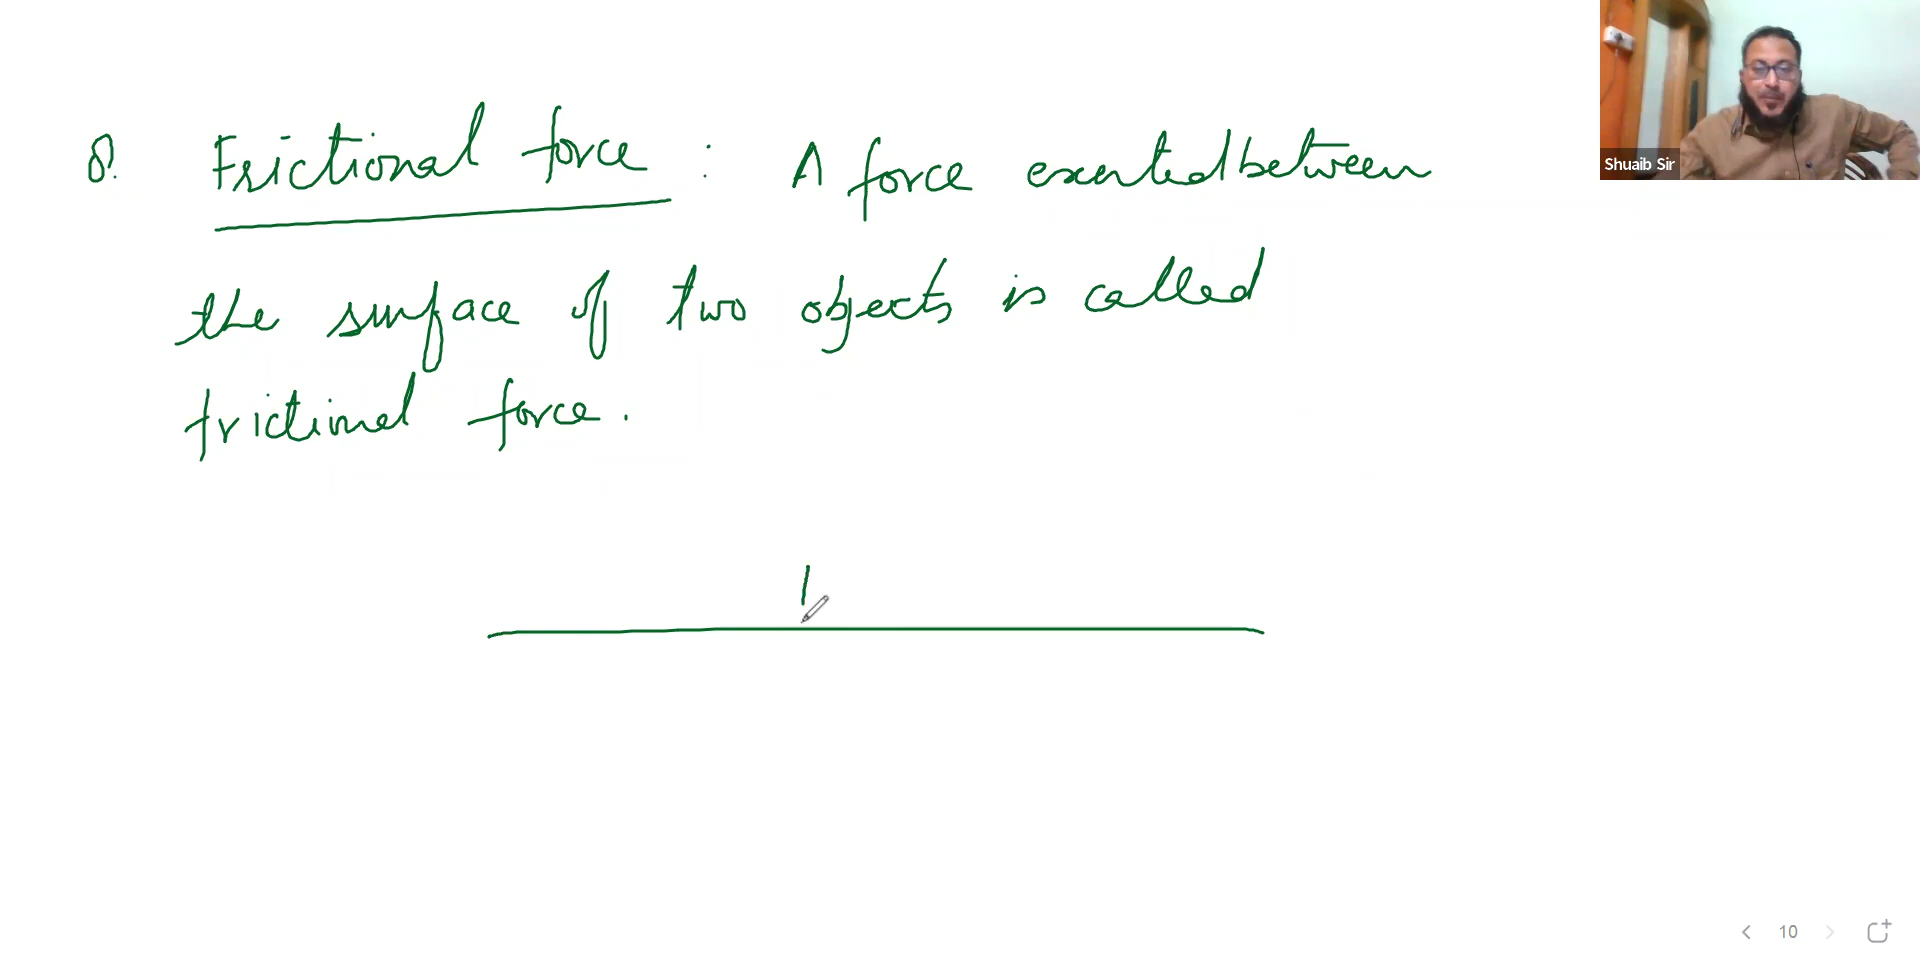 8. Frictional force : A force exerted between
the surface of two objects is called
frictional force.
Shuaib Sir
10